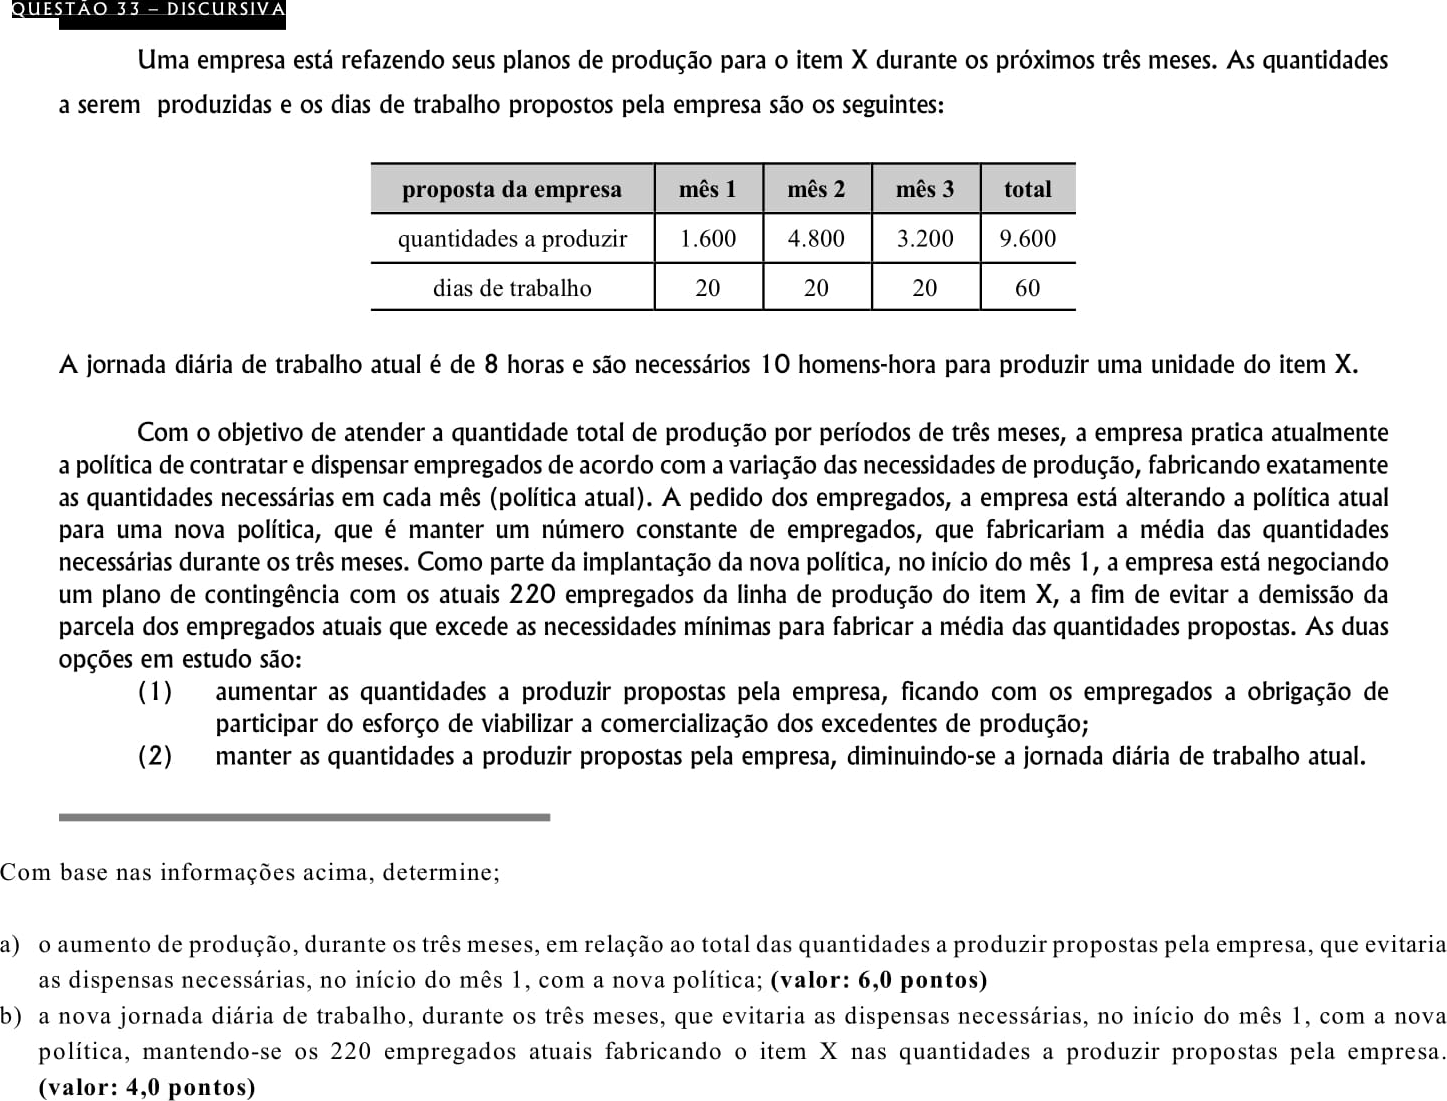 QUESTÃO 33 – DISCURSIVA
Uma empresa está refazendo seus planos de produção para o item X durante os próximos três meses. As quantidades
a serem produzidas e os dias de trabalho propostos pela empresa são os seguintes:
proposta da empresa mês 1 mês 2 mês 3 total
quantidades a produzir 1.600 4.800 3.200 9.600
dias de trabalho 20 20 20 60
A jornada diária de trabalho atual é de 8 horas e são necessários 10 homens-hora para produzir uma unidade do item X.
Com o objetivo de atender a quantidade total de produção por períodos de três meses, a empresa pratica atualmente
a política de contratar e dispensar empregados de acordo com a variação das necessidades de produção, fabricando exatamente
as quantidades necessárias em cada mês (política atual). A pedido dos empregados, a empresa está alterando a política atual
para uma nova política, que é manter um número constante de empregados, que fabricariam a média das quantidades
necessárias durante os três meses. Como parte da implantação da nova política, no início do mês 1, a empresa está negociando
um plano de contingência com os atuais 220 empregados da linha de produção do item X, a fim de evitar a demissão da
parcela dos empregados atuais que excede as necessidades mínimas para fabricar a média das quantidades propostas. As duas
opções em estudo são:
(1) aumentar as quantidades a produzir propostas pela empresa, ficando com os empregados a obrigação de
participar do esforço de viabilizar a comercialização dos excedentes de produção;
(2) manter as quantidades a produzir propostas pela empresa, diminuindo-se a jornada diária de trabalho atual.
Com base nas informações acima, determine;
a) o aumento de produção, durante os três meses, em relação ao total das quantidades a produzir propostas pela empresa, que evitaria
as dispensas necessárias, no início do mês 1, com a nova política; (valor: 6,0 pontos)
b) a nova jornada diária de trabalho, durante os três meses, que evitaria as dispensas necessárias, no início do mês 1, com a nova
política, mantendo-se os 220 empregados atuais fabricando o item X nas quantidades a produzir propostas pela empresa.
(valor: 4,0 pontos)